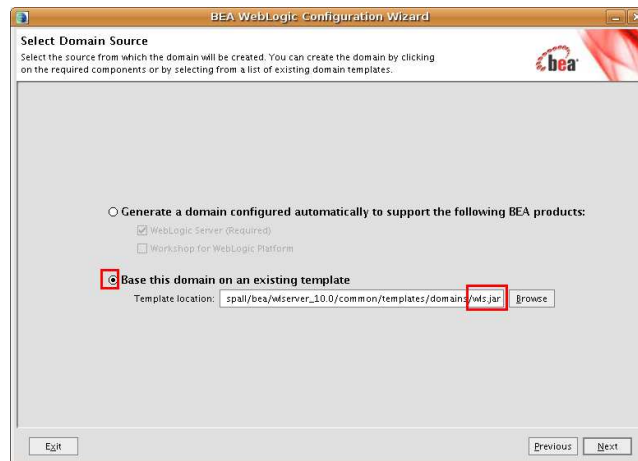 BEA WebLogic Configuration Wizard
Select Domain Source
Select the source from which the domain will be created. You can create the domain by clicking
on the required components or by selecting from a list of existing domain templates.
bea
Generate a domain configured automatically to support the following BEA products:
WebLogic Server (Required)
Workshop for WebLogic Platform
Base this domain on an existing template
Template location: spall/bea/wlserver_10.0/common/templates/domains/wls.jar Browse
Exit Previous Next